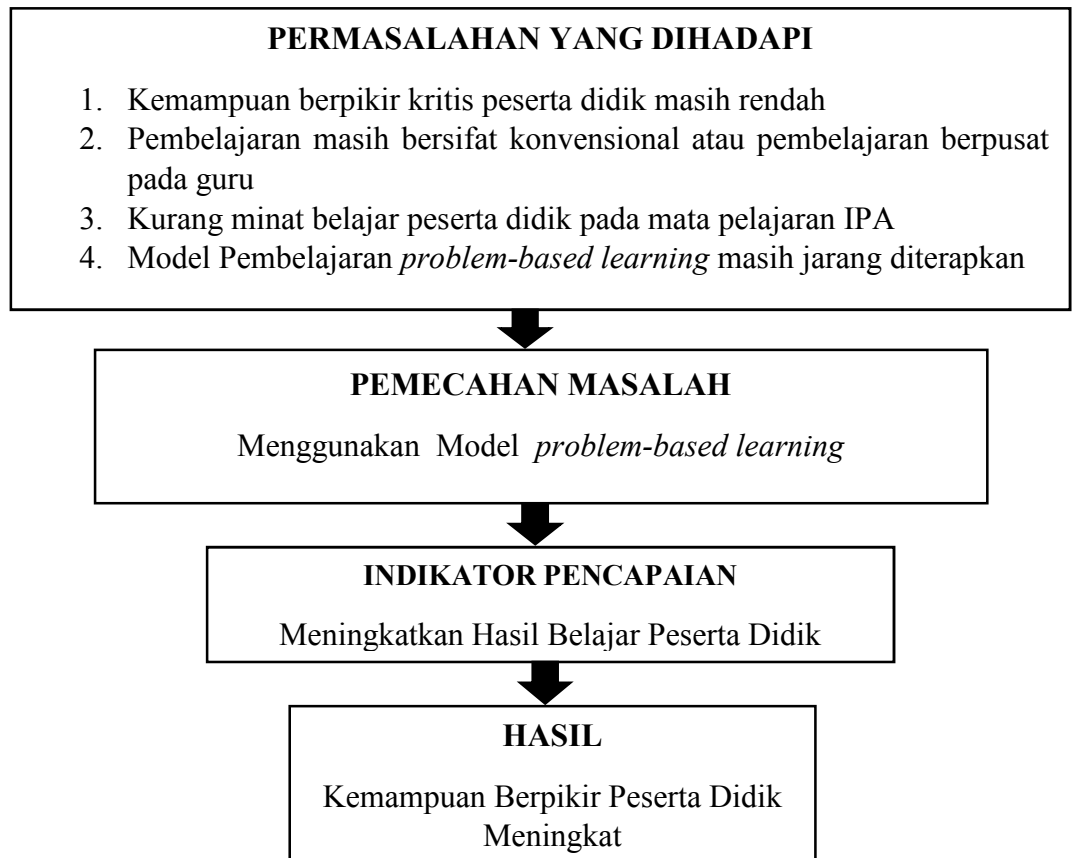 PERMASALAHAN YANG DIHADAPI
1. Kemampuan berpikir kritis peserta didik masih rendah
2. Pembelajaran masih bersifat konvensional atau pembelajaran berpusat
pada guru
3. Kurang minat belajar peserta didik pada mata pelajaran IPA
4. Model Pembelajaran problem-based learning masih jarang diterapkan
PEMECAHAN MASALAH
Menggunakan Model problem-based learning
INDIKATOR PENCAPAIAN
Meningkatkan Hasil Belajar Peserta Didik
HASIL
Kemampuan Berpikir Peserta Didik
Meningkat